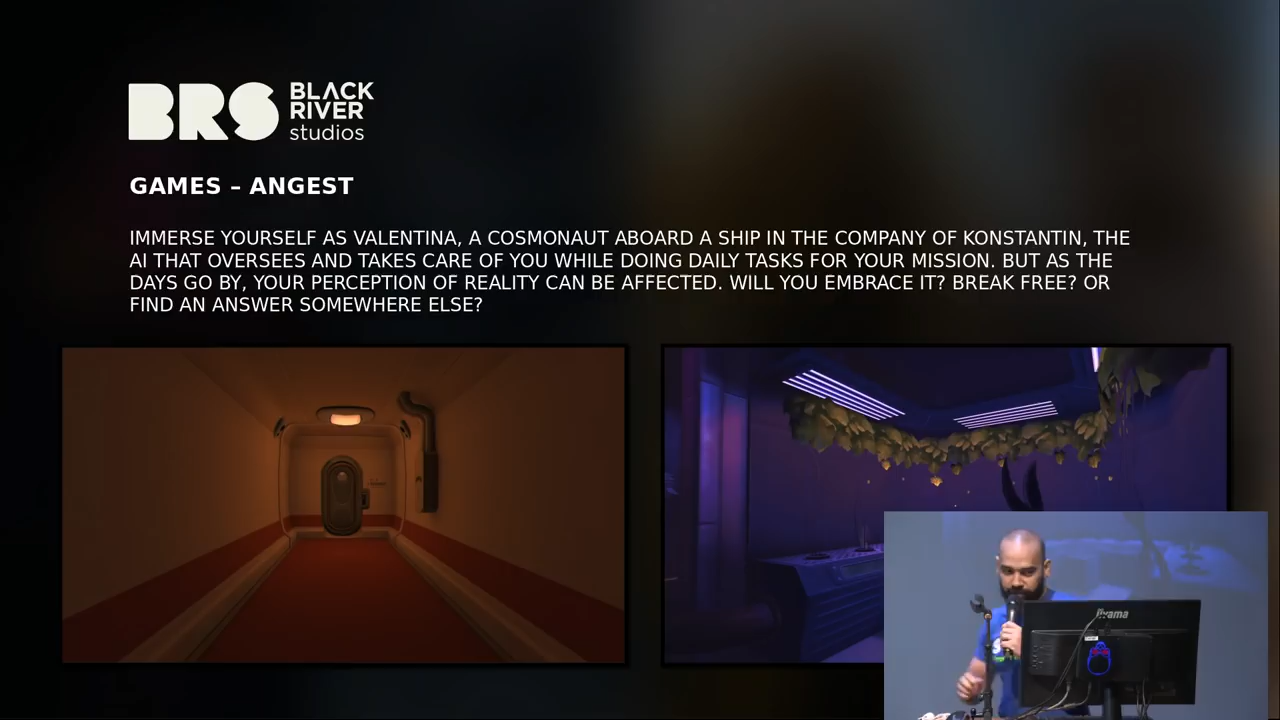 BRS BLACK
RIVER
studios
GAMES – ANGEST
IMMERSE YOURSELF AS VALENTINA, A COSMONAUT ABOARD A SHIP IN THE COMPANY OF KONSTANTIN, THE
AI THAT OVERSEES AND TAKES CARE OF YOU WHILE DOING DAILY TASKS FOR YOUR MISSION. BUT AS THE
DAYS GO BY, YOUR PERCEPTION OF REALITY CAN BE AFFECTED. WILL YOU EMBRACE IT? BREAK FREE? OR
FIND AN ANSWER SOMEWHERE ELSE?
iiyama